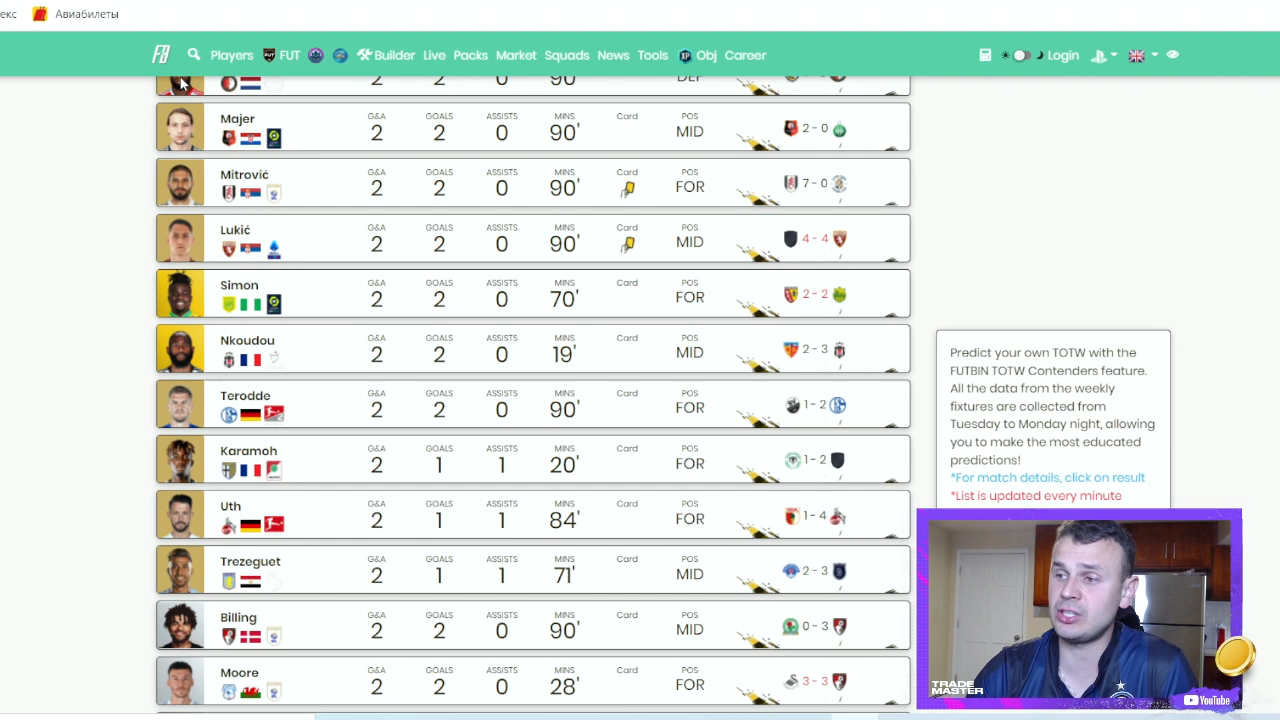 екс Авиабилеты
FB Players FUT Builder Live Packs Market Squads News Tools XP Obj Career Login
2 2 0 90' DEF
Majer G&A 2 GOALS 2 ASSISTS 0 MINS 90' Card POS MID 2 - 0
Mitrović G&A 2 GOALS 2 ASSISTS 0 MINS 90' Card POS FOR 7 - 0
Lukić G&A 2 GOALS 2 ASSISTS 0 MINS 90' Card POS MID 4 - 4
Simon G&A 2 GOALS 2 ASSISTS 0 MINS 70' Card POS FOR 2 - 2
Nkoudou G&A 2 GOALS 2 ASSISTS 0 MINS 19' Card POS MID 2 - 3
Terodde G&A 2 GOALS 2 ASSISTS 0 MINS 90' Card POS FOR 1 - 2
Karamoh G&A 2 GOALS 1 ASSISTS 1 MINS 20' Card POS FOR 1 - 2
Uth G&A 2 GOALS 1 ASSISTS 1 MINS 84' Card POS FOR 1 - 4
Trezeguet G&A 2 GOALS 1 ASSISTS 1 MINS 71' Card POS MID 2 - 3
Billing G&A 2 GOALS 2 ASSISTS 0 MINS 90' Card POS MID 0 - 3
Moore G&A 2 GOALS 2 ASSISTS 0 MINS 28' Card POS FOR 3 - 3
Predict your own TOTW with the
FUTBIN TOTW Contenders feature.
All the data from the weekly
fixtures are collected from
Tuesday to Monday night, allowing
you to make the most educated
predictions!
*For match details, click on result
*List is updated every minute
TRADE
MASTER
YouTube